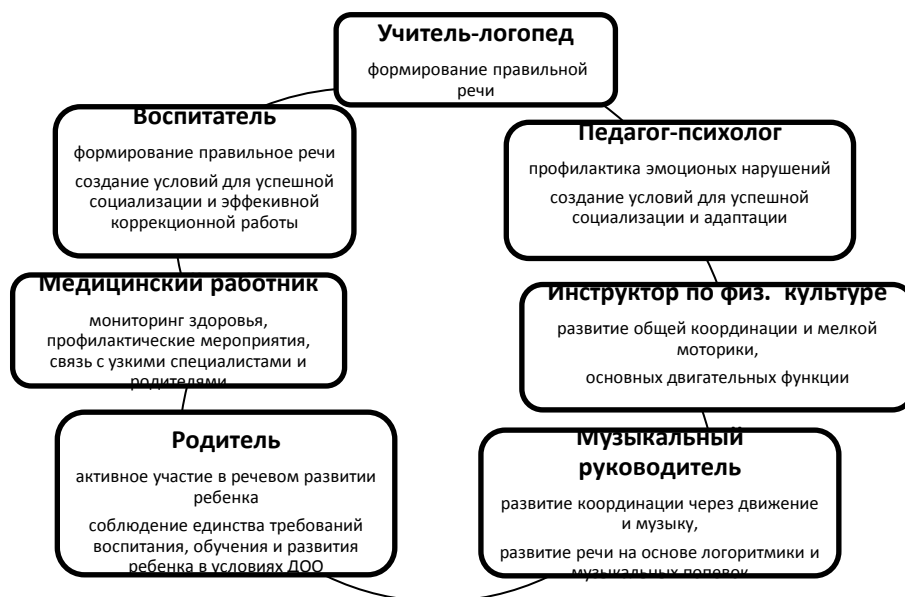 Учитель-логопед
формирование правильной
речи
Воспитатель
формирование правильное речи
создание условий для успешной
социализации и эффекивной
коррекционной работы
Педагог-психолог
профилактика эмоционых нарушений
создание условий для успешной
социализации и адаптации
Медицинский работник
мониторинг здоровья,
профилактические мероприятия,
связь с узкими специалистами и
родителями
Инструктор по физ. культуре
развитие общей координации и мелкой
моторики,
основных двигательных функции
Родитель
активное участие в речевом развитии
ребенка
соблюдение единства требований
воспитания, обучения и развития
ребенка в условиях ДОО
Музыкальный
руководитель
развитие координации через движение
и музыку,
развитие речи на основе логоритмики и
музыкальных попевок